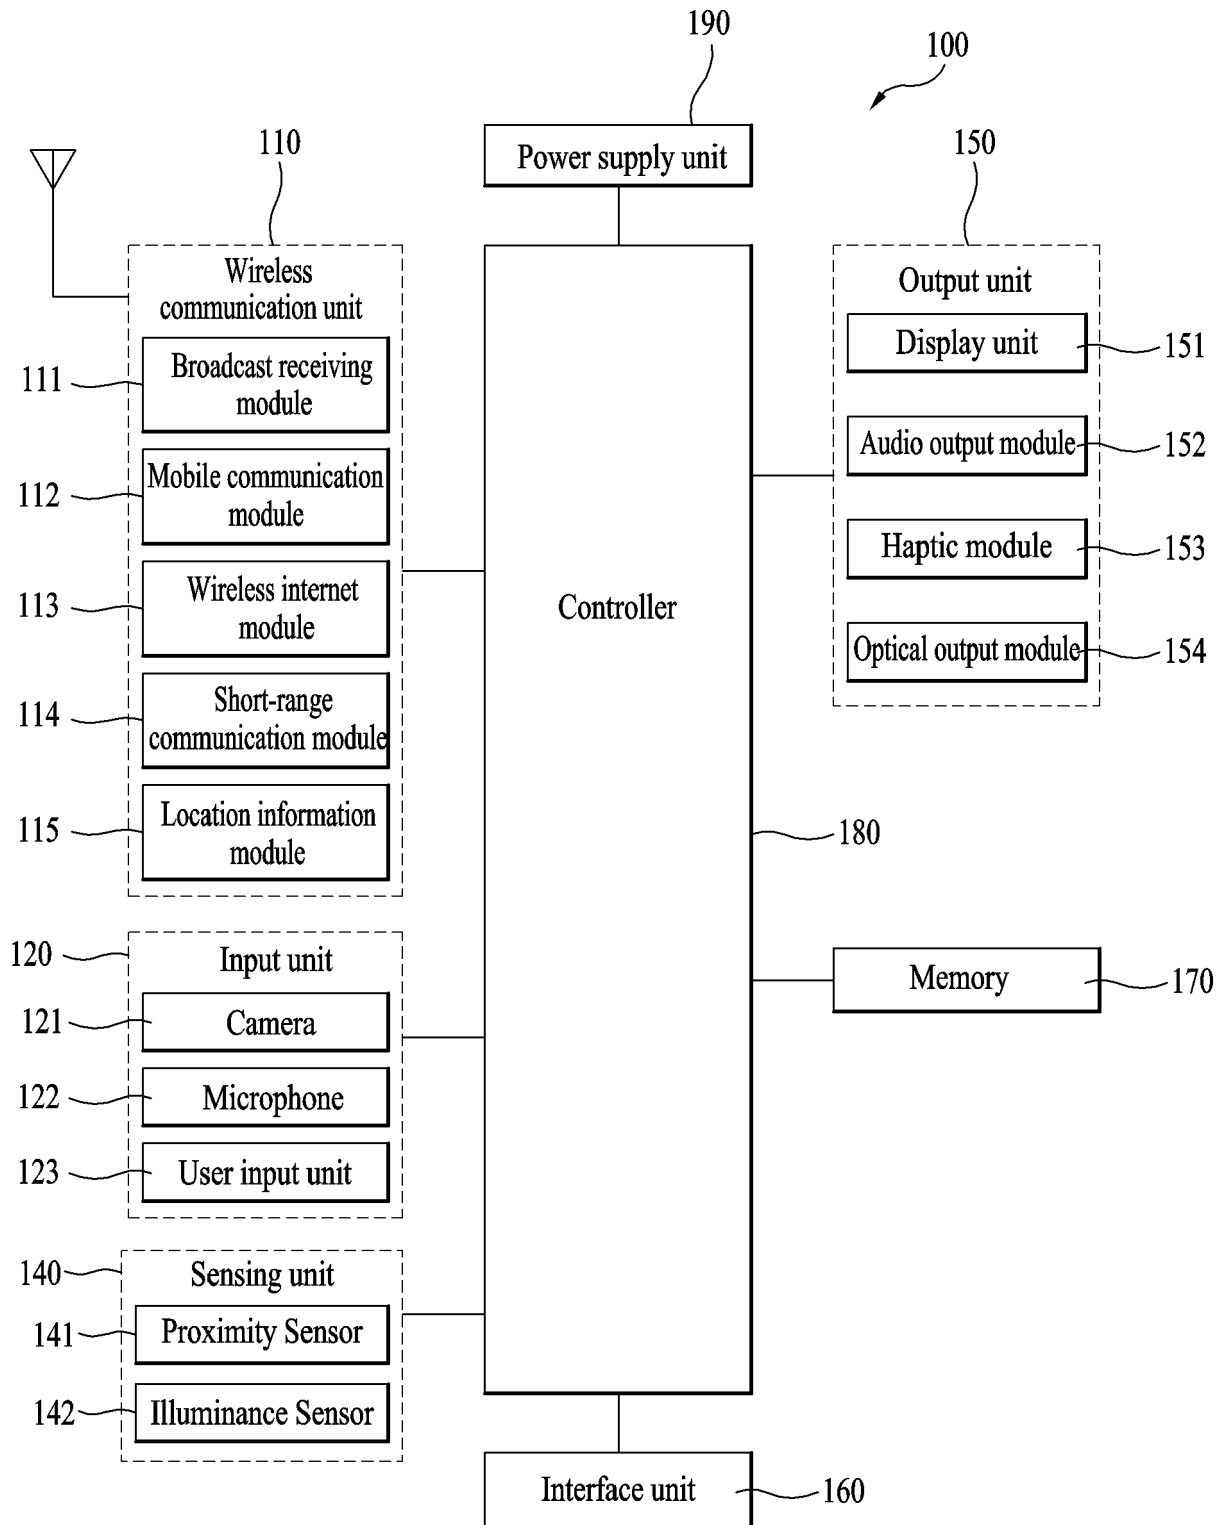 190
100
Power supply unit
110
Wireless
communication unit
111
Broadcast receiving
module
112
Mobile communication
module
113
Wireless internet
module
114
Short-range
communication module
115
Location information
module
120
Input unit
121
Camera
122
Microphone
123
User input unit
140
Sensing unit
141
Proximity Sensor
142
Illuminance Sensor
Controller
180
150
Output unit
Display unit
151
Audio output module
152
Haptic module
153
Optical output module
154
Memory
170
Interface unit
160